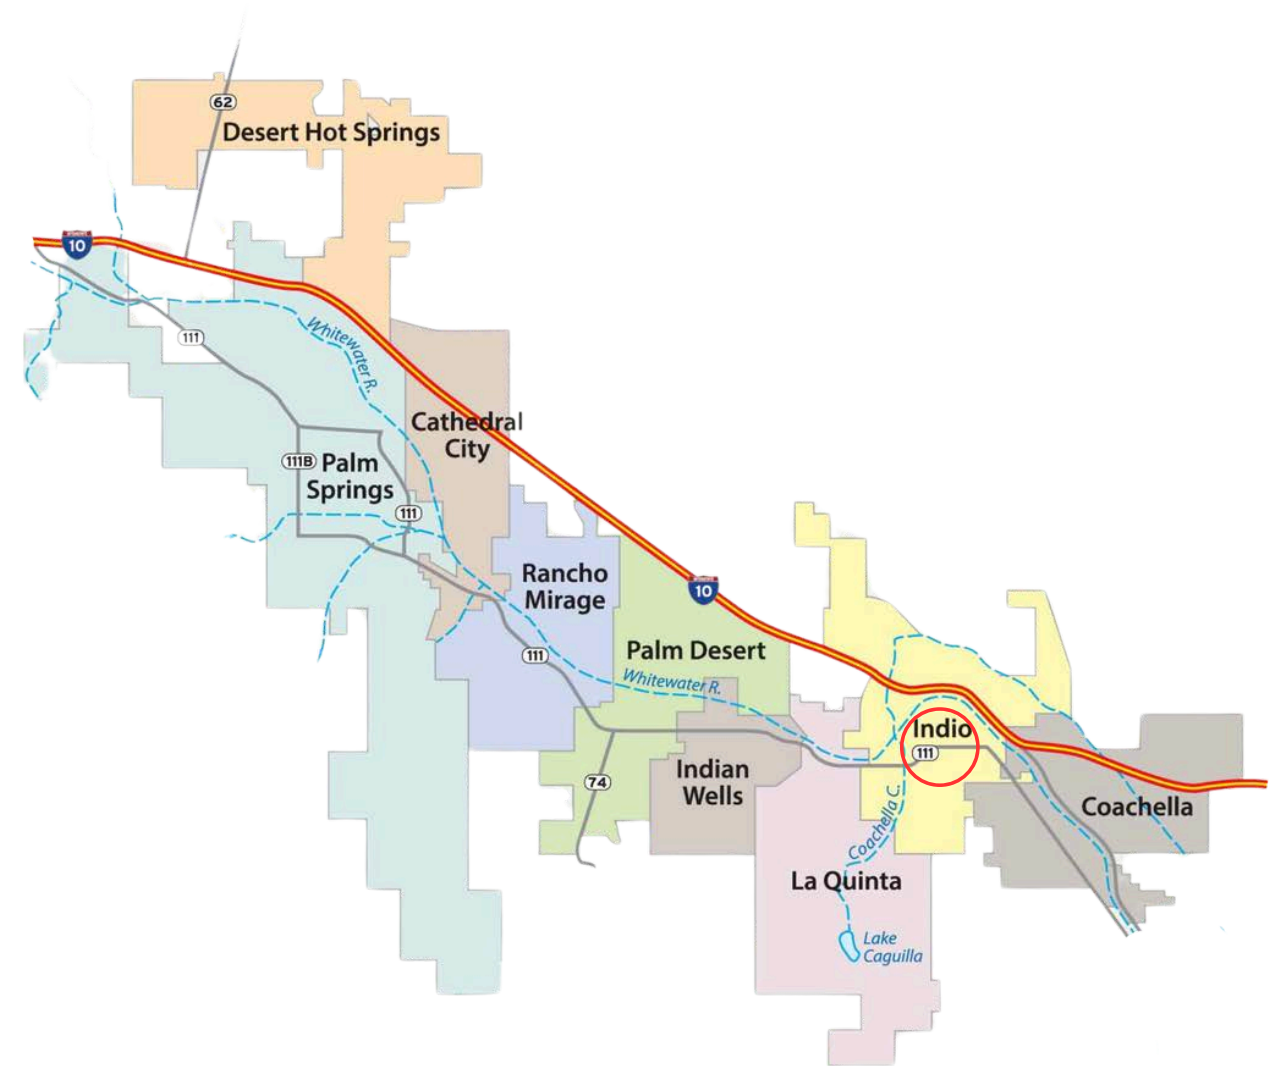 62
Desert Hot Springs
10
111
Whitewater R.
Cathedral
City
111B
Palm
Springs
111
Rancho
Mirage
10
111
Palm Desert
Whitewater R.
Indio
111
74
Indian
Wells
Coachella
Coachella C.
La Quinta
Lake
Caguilla